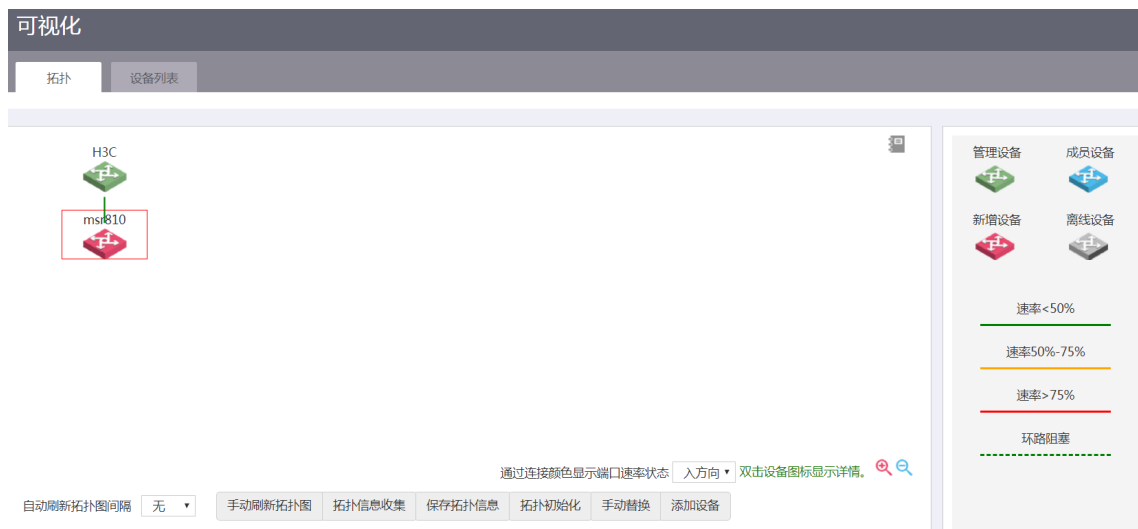 可视化
拓扑 设备列表
H3C
msr810
管理设备 成员设备
新增设备 离线设备
速率<50%
速率50%-75%
速率>75%
环路阻塞
通过连接颜色显示端口速率状态 入方向 双击设备图标显示详情。
自动刷新拓扑图间隔 无 手动刷新拓扑图 拓扑信息收集 保存拓扑信息 拓扑初始化 手动替换 添加设备